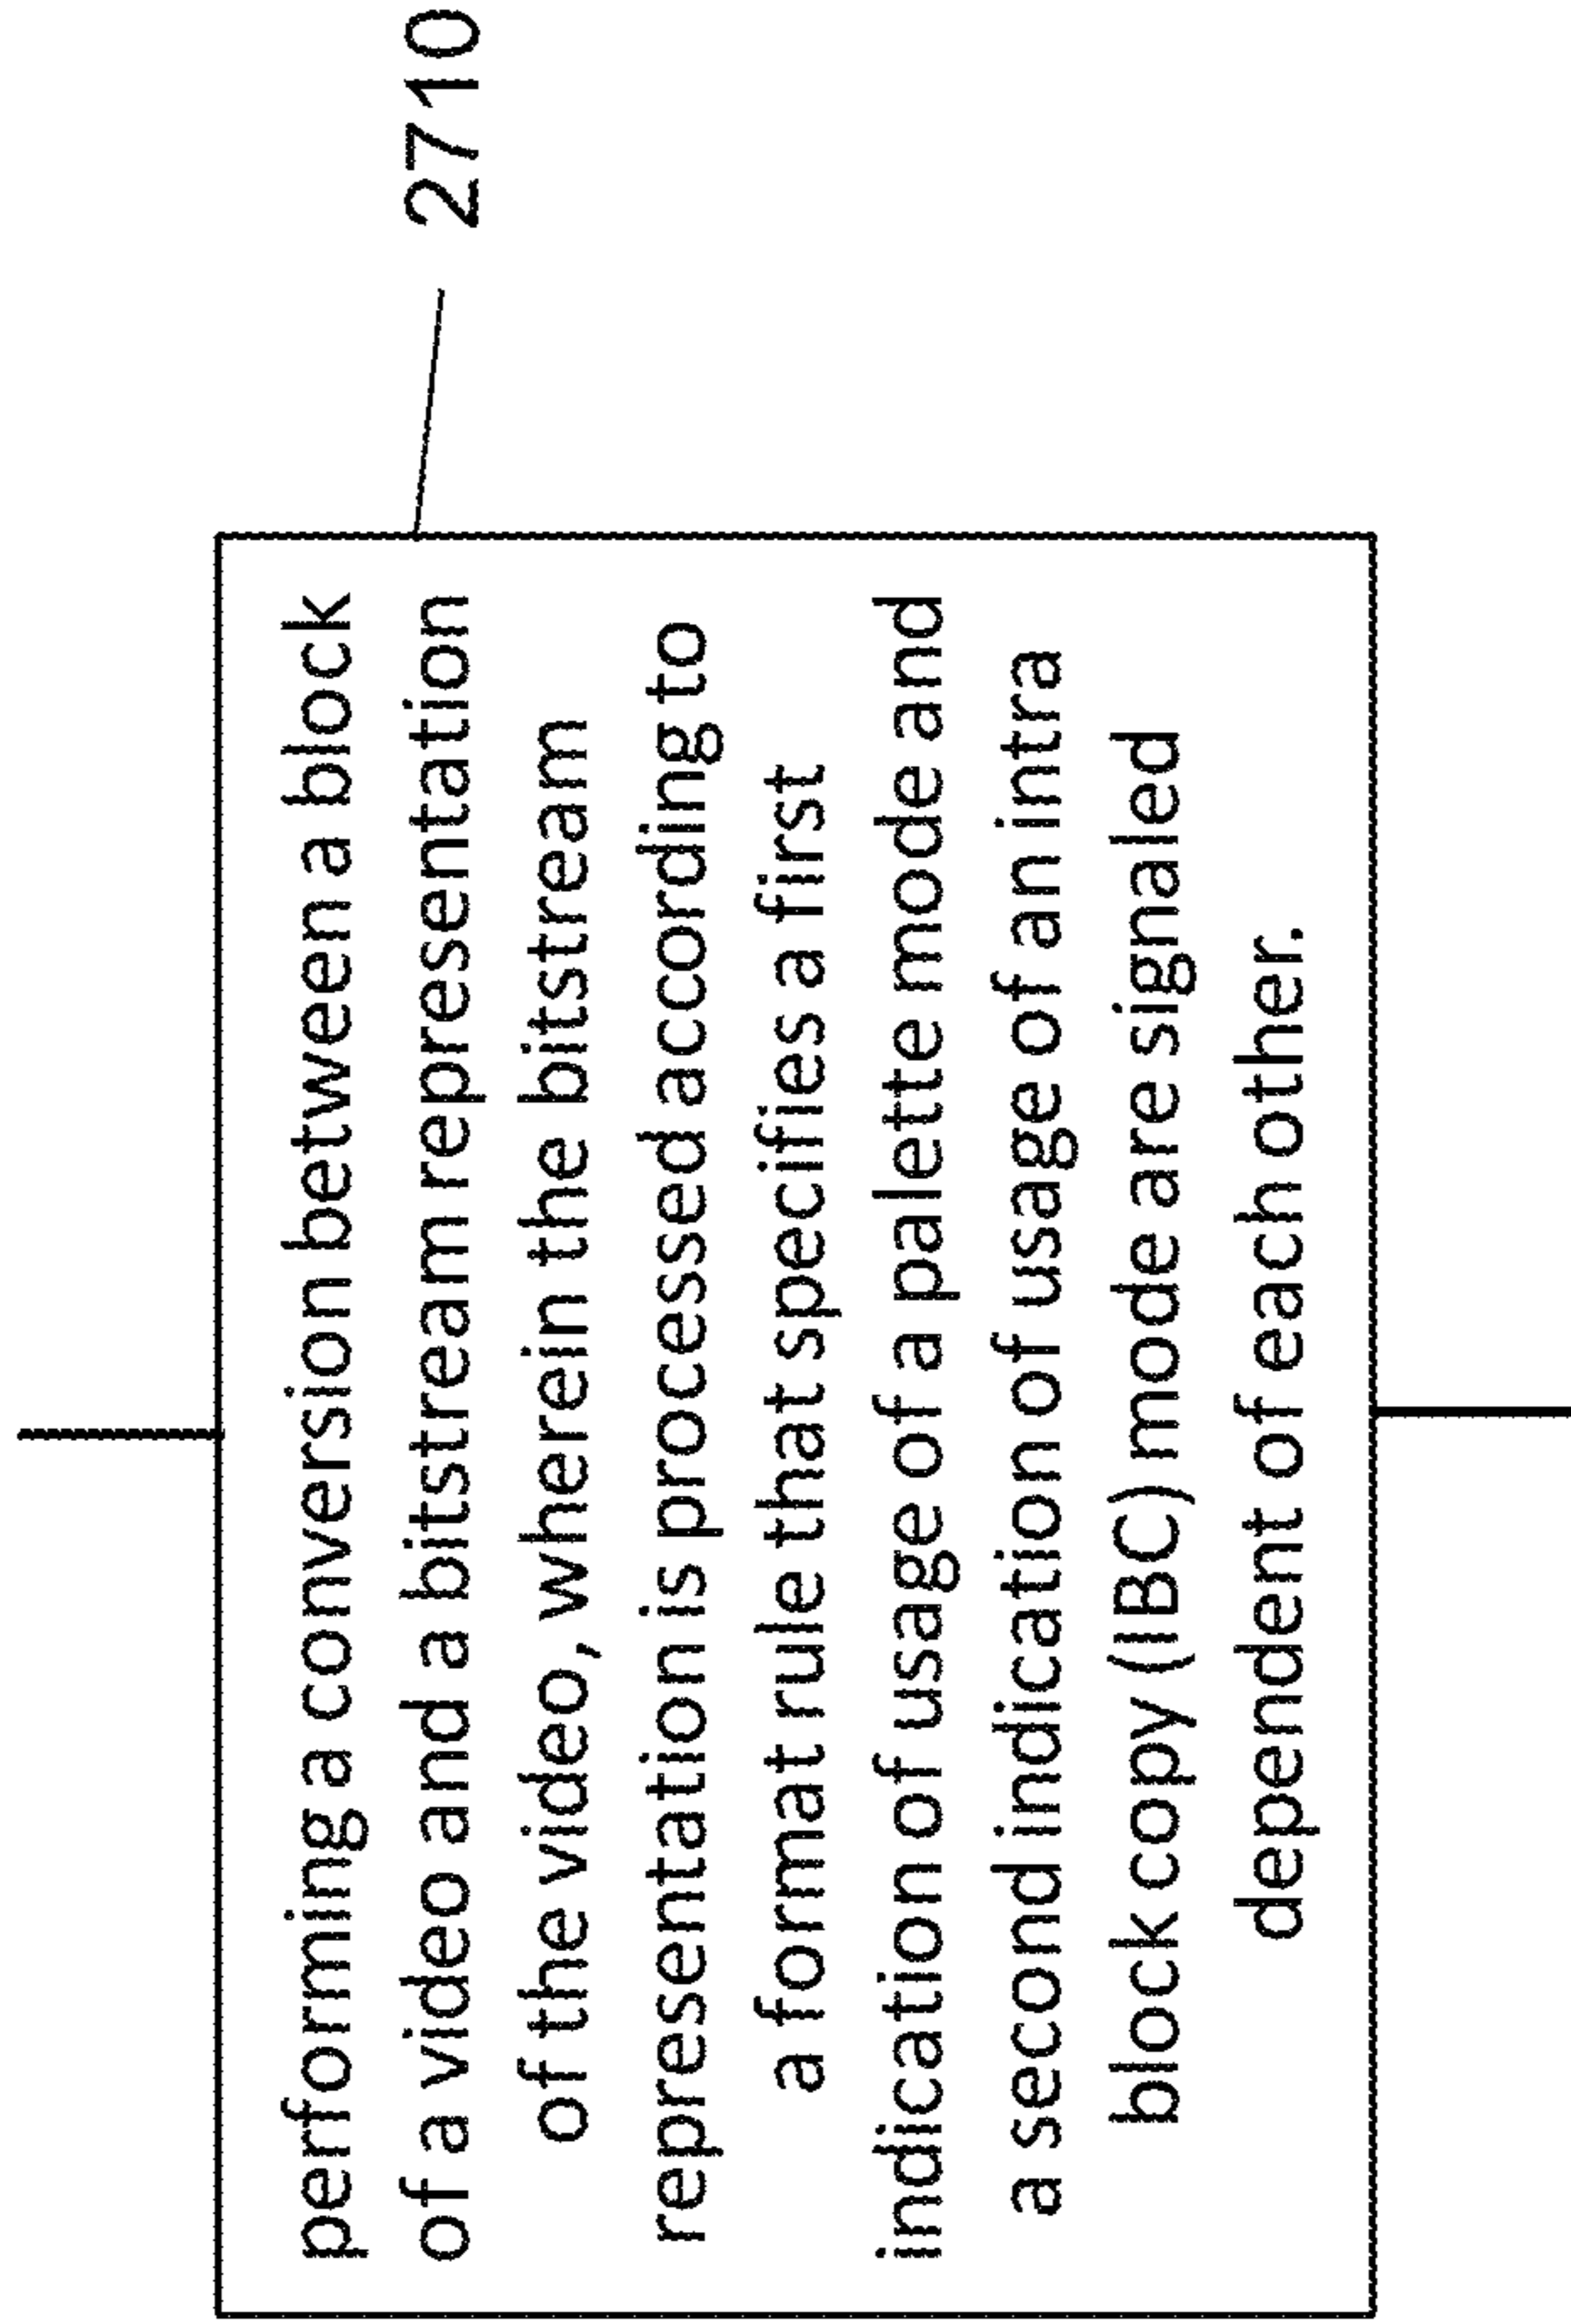 performing a conversion between a block
of a video and a bitstream representation
of the video, wherein the bitstream
representation is processed according to
a format rule that specifies a first
indication of usage of a palette mode and
a second indication of usage of an intra
block copy (IBC) mode are signaled
dependent of each other.
2710